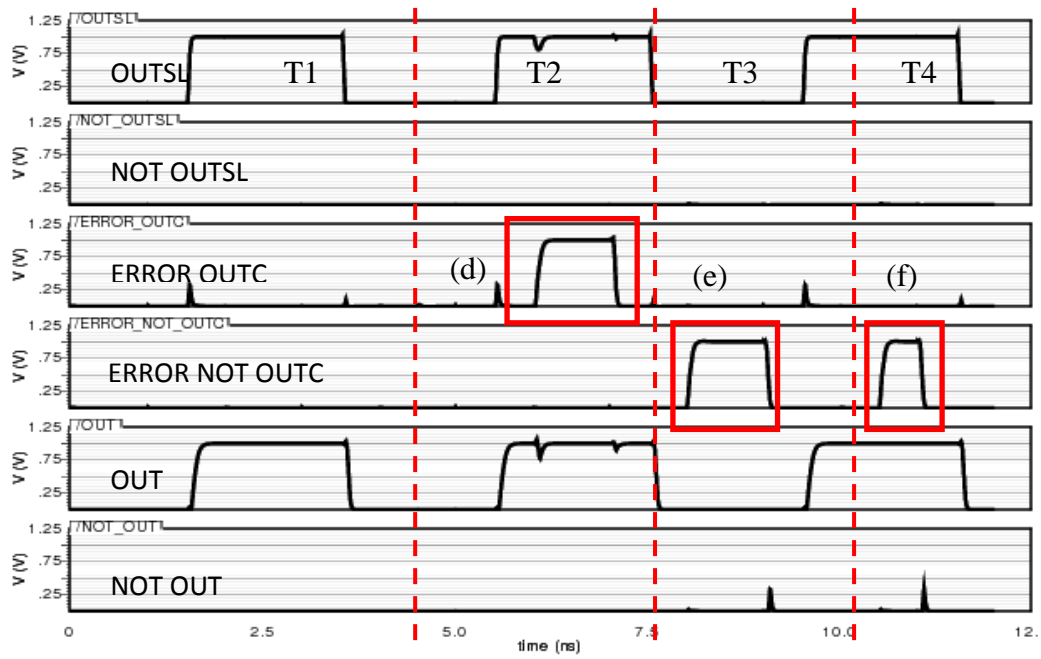 1.25 /OUTSL
V (V) .75 OUTSL T1 T2 T3 T4
.25
1.25 /NOT_OUTSL
V (V) .75 NOT OUTSL
.25
1.25 /ERROR_OUTC
V (V) .75 ERROR OUTC (d) (e) (f)
.25
1.25 /ERROR_NOT_OUTC
V (V) .75 ERROR NOT OUTC
.25
1.25 /OUT
V (V) .75 OUT
.25
1.25 /NOT_OUT
V (V) .75 NOT OUT
.25
0 2.5 5.0 7.5 10.0 12.
time (ns)